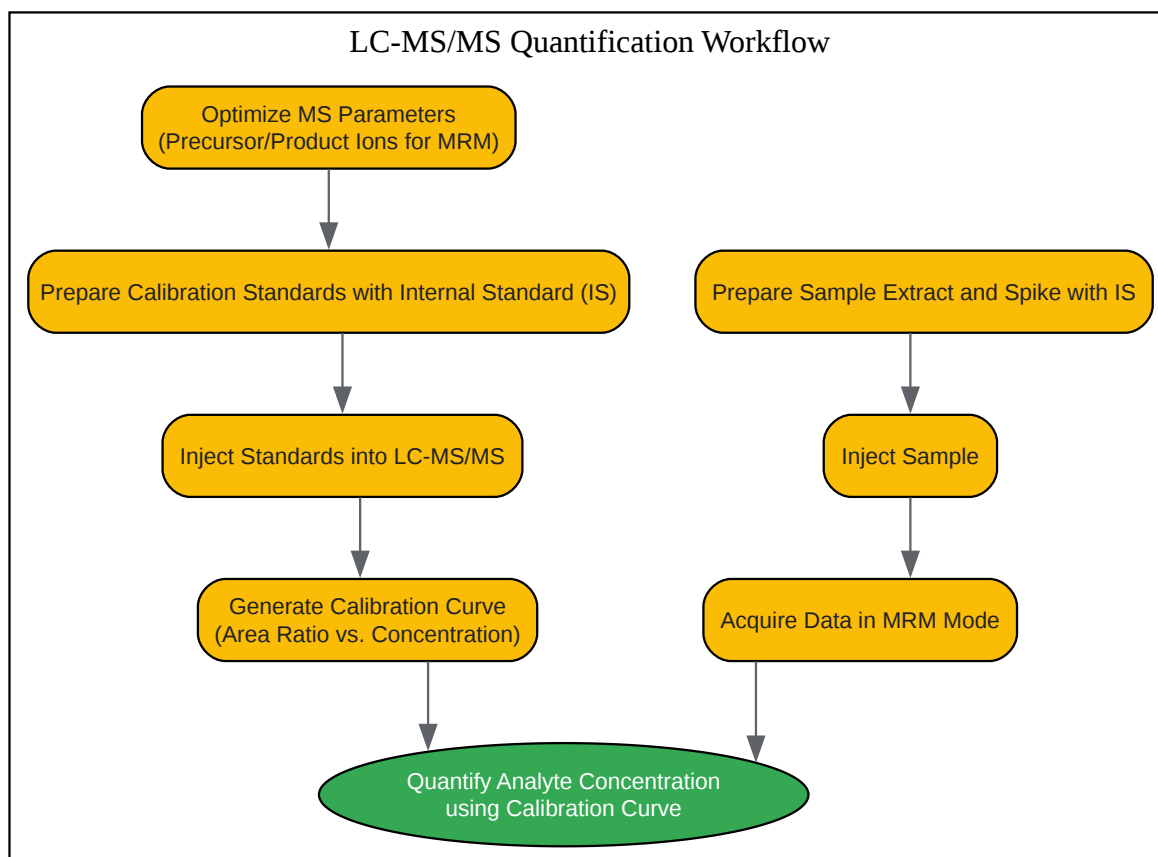 LC-MS/MS Quantification Workflow
Optimize MS Parameters
(Precursor/Product Ions for MRM)
Prepare Calibration Standards with Internal Standard (IS)
Prepare Sample Extract and Spike with IS
Inject Standards into LC-MS/MS
Inject Sample
Generate Calibration Curve
(Area Ratio vs. Concentration)
Acquire Data in MRM Mode
Quantify Analyte Concentration
using Calibration Curve